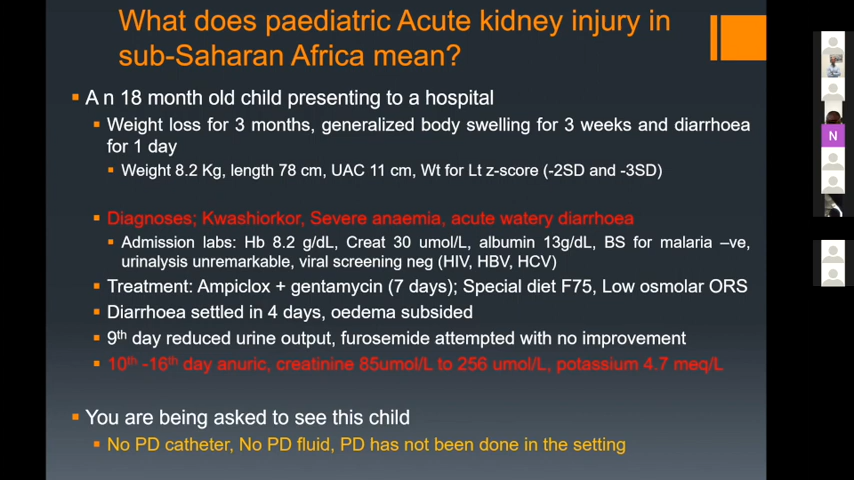 What does paediatric Acute kidney injury in
sub-Saharan Africa mean?
A n 18 month old child presenting to a hospital
Weight loss for 3 months, generalized body swelling for 3 weeks and diarrhoea
for 1 day
Weight 8.2 Kg, length 78 cm, UAC 11 cm, Wt for Lt z-score (-2SD and -3SD)
Diagnoses; Kwashiorkor, Severe anaemia, acute watery diarrhoea
Admission labs: Hb 8.2 g/dL, Creat 30 umol/L, albumin 13g/dL, BS for malaria –ve,
urinalysis unremarkable, viral screening neg (HIV, HBV, HCV)
Treatment: Ampiclox + gentamycin (7 days); Special diet F75, Low osmolar ORS
Diarrhoea settled in 4 days, oedema subsided
9th day reduced urine output, furosemide attempted with no improvement
10th -16th day anuric, creatinine 85umol/L to 256 umol/L, potassium 4.7 meq/L
You are being asked to see this child
No PD catheter, No PD fluid, PD has not been done in the setting
N